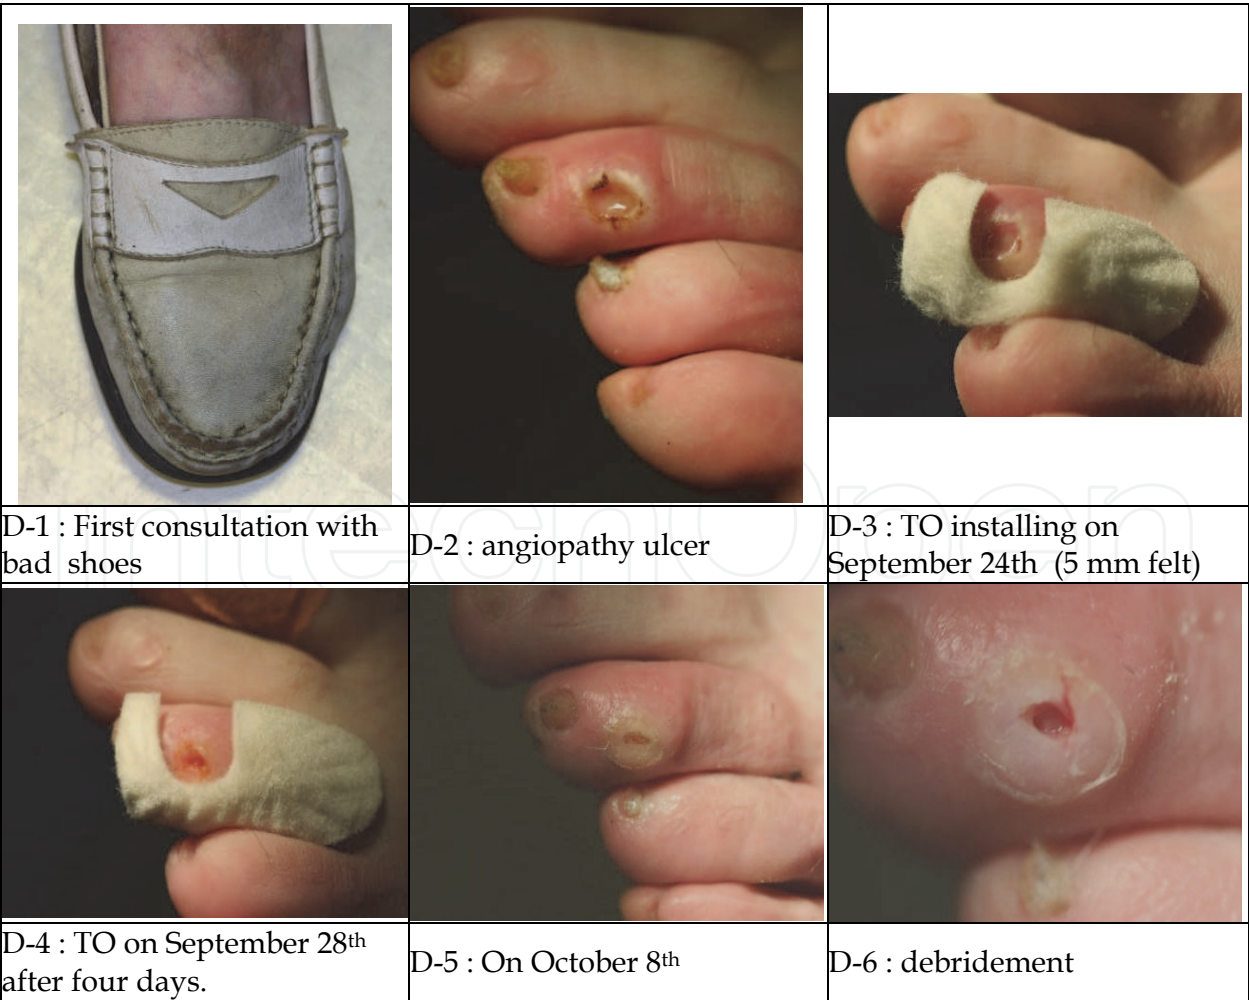 D-1 : First consultation with
bad shoes
D-2 : angiopathy ulcer
D-3 : TO installing on
September 24th (5 mm felt)
D-4 : TO on September 28th
after four days.
D-5 : On October 8th
D-6 : debridement
IntechOpen